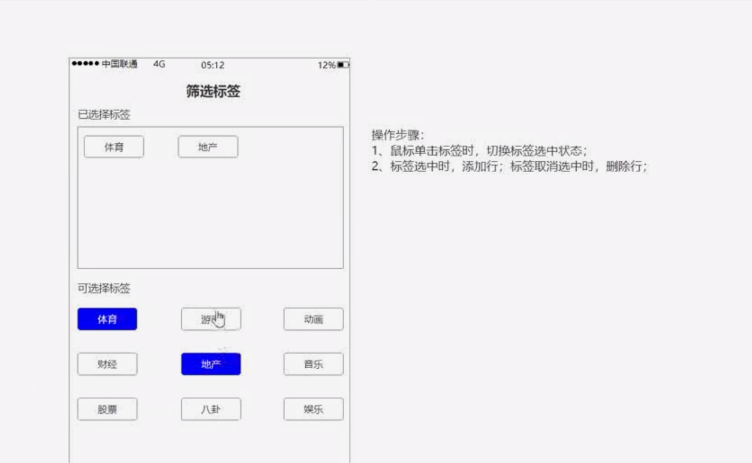 中国联通 4G 05:12 12%
筛选标签
已选择标签
体育 地产
操作步骤：
1、鼠标单击标签时，切换标签选中状态；
2、标签选中时，添加行；标签取消选中时，删除行；
可选择标签
体育 游 动画
财经 地产 音乐
股票 八卦 娱乐